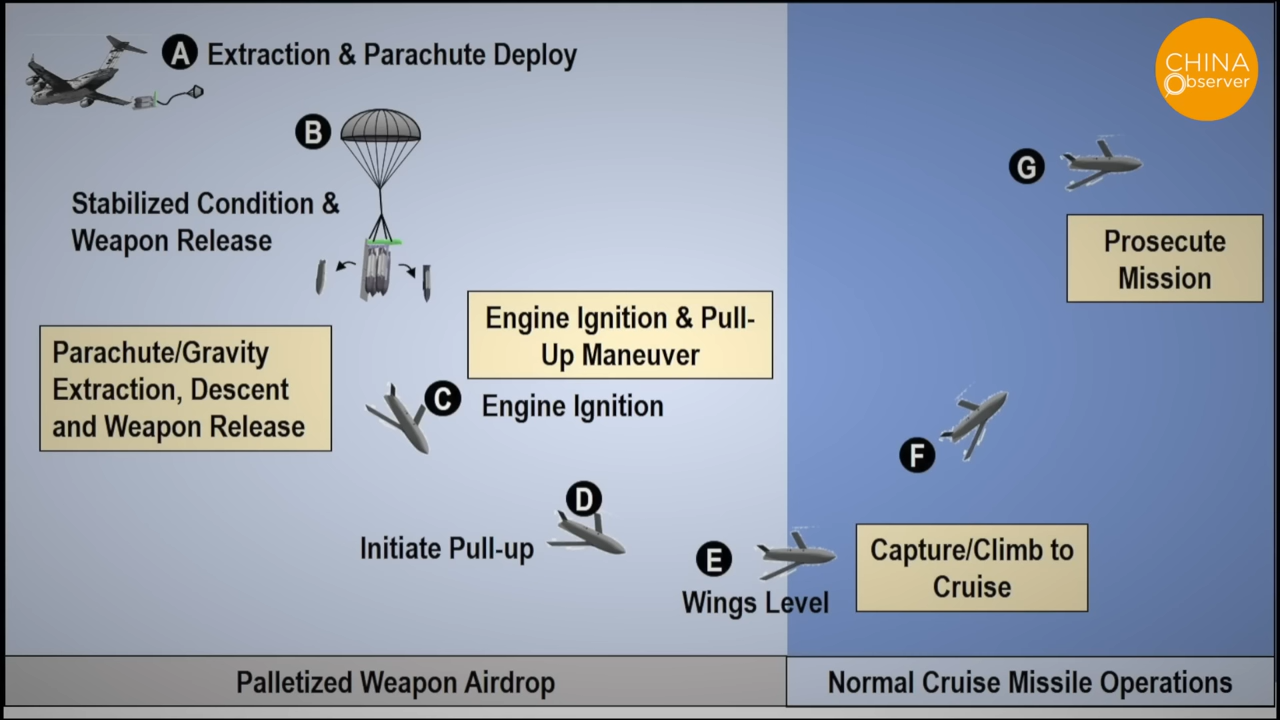 A Extraction & Parachute Deploy
CHINA
Observer
B
Stabilized Condition &
Weapon Release
G
Prosecute
Mission
Engine Ignition & Pull-
Up Maneuver
Parachute/Gravity
Extraction, Descent
and Weapon Release
C Engine Ignition
F
D
Initiate Pull-up
E
Wings Level
Capture/Climb to
Cruise
Palletized Weapon Airdrop
Normal Cruise Missile Operations